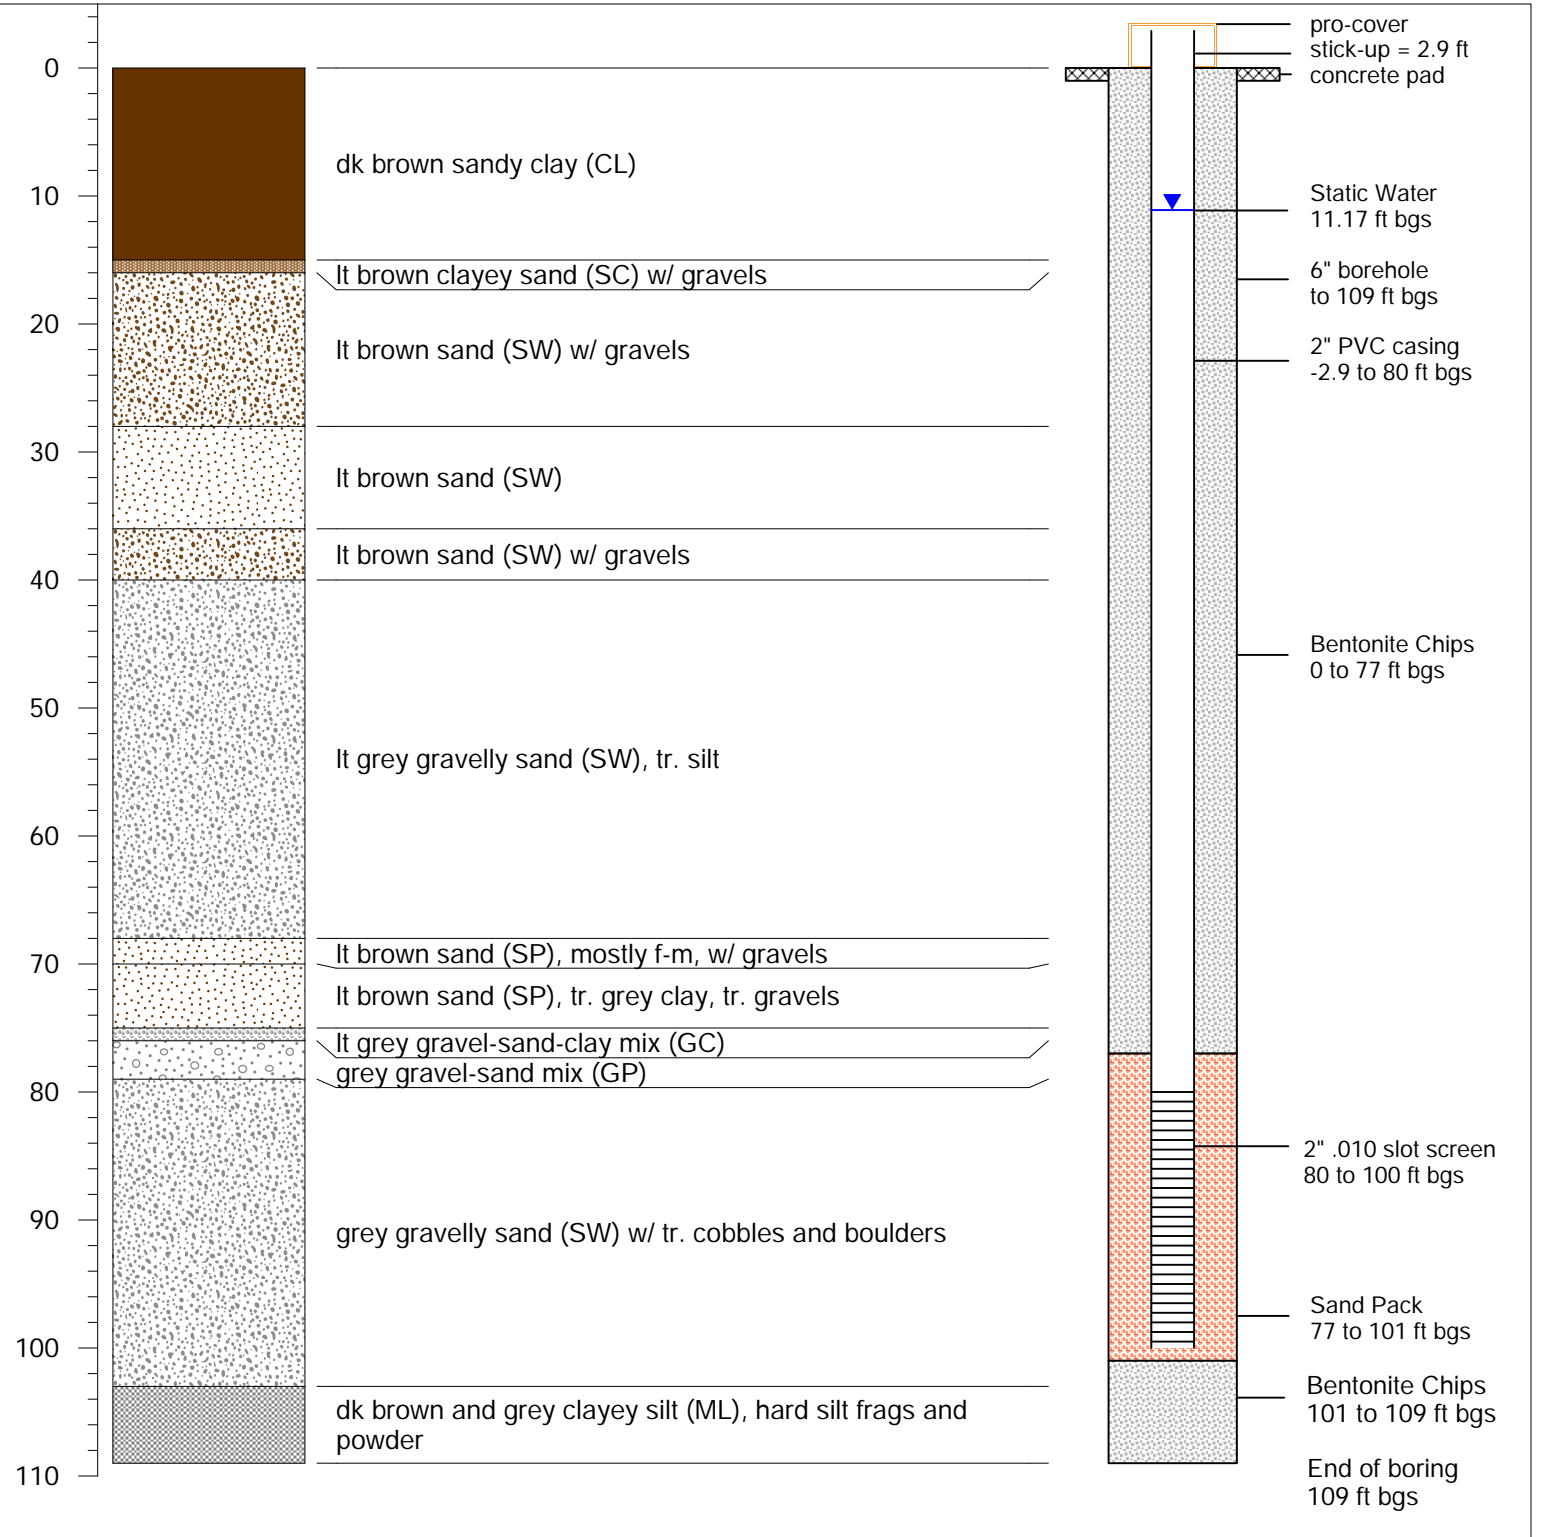 0
10
20
30
40
50
60
70
80
90
100
110
dk brown sandy clay (CL)
lt brown clayey sand (SC) w/ gravels
lt brown sand (SW) w/ gravels
lt brown sand (SW)
lt brown sand (SW) w/ gravels
lt grey gravelly sand (SW), tr. silt
lt brown sand (SP), mostly f-m, w/ gravels
lt brown sand (SP), tr. grey clay, tr. gravels
lt grey gravel-sand-clay mix (GC)
grey gravel-sand mix (GP)
grey gravelly sand (SW) w/ tr. cobbles and boulders
dk brown and grey clayey silt (ML), hard silt frags and
powder
pro-cover
stick-up = 2.9 ft
concrete pad
Static Water
11.17 ft bgs
6" borehole
to 109 ft bgs
2" PVC casing
-2.9 to 80 ft bgs
Bentonite Chips
0 to 77 ft bgs
2" .010 slot screen
80 to 100 ft bgs
Sand Pack
77 to 101 ft bgs
Bentonite Chips
101 to 109 ft bgs
End of boring
109 ft bgs